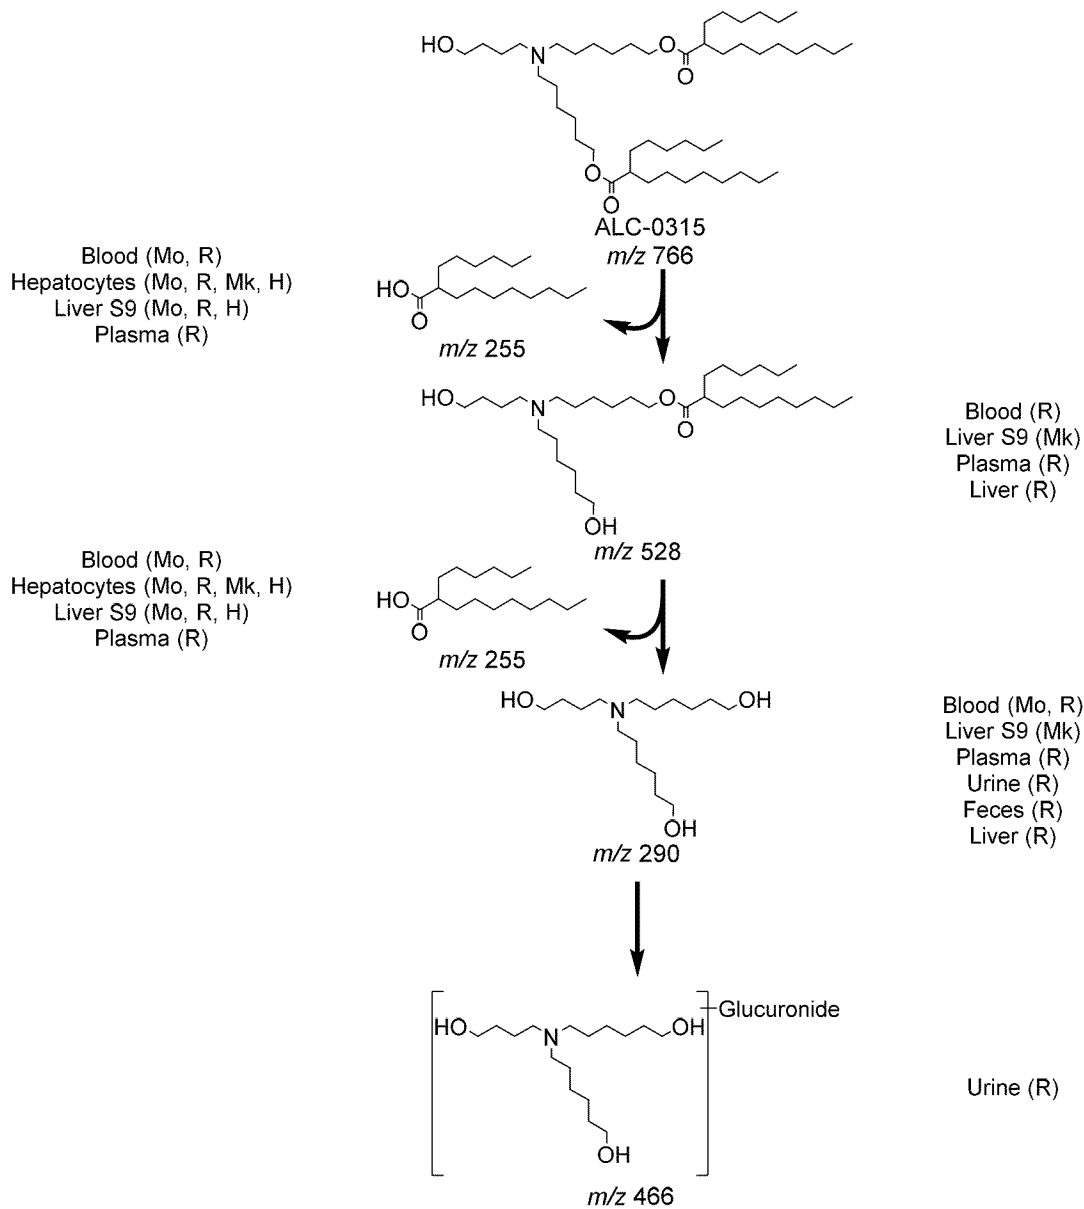 HO
N
O
O
O
O
ALC-0315
m/z 766
Blood (Mo, R)
Hepatocytes (Mo, R, Mk, H)
Liver S9 (Mo, R, H)
Plasma (R)
HO
O
m/z 255
HO
N
O
O
OH
m/z 528
Blood (R)
Liver S9 (Mk)
Plasma (R)
Liver (R)
Blood (Mo, R)
Hepatocytes (Mo, R, Mk, H)
Liver S9 (Mo, R, H)
Plasma (R)
HO
O
m/z 255
HO
N
OH
OH
m/z 290
Blood (Mo, R)
Liver S9 (Mk)
Plasma (R)
Urine (R)
Feces (R)
Liver (R)
Glucuronide
HO
N
OH
OH
m/z 466
Urine (R)